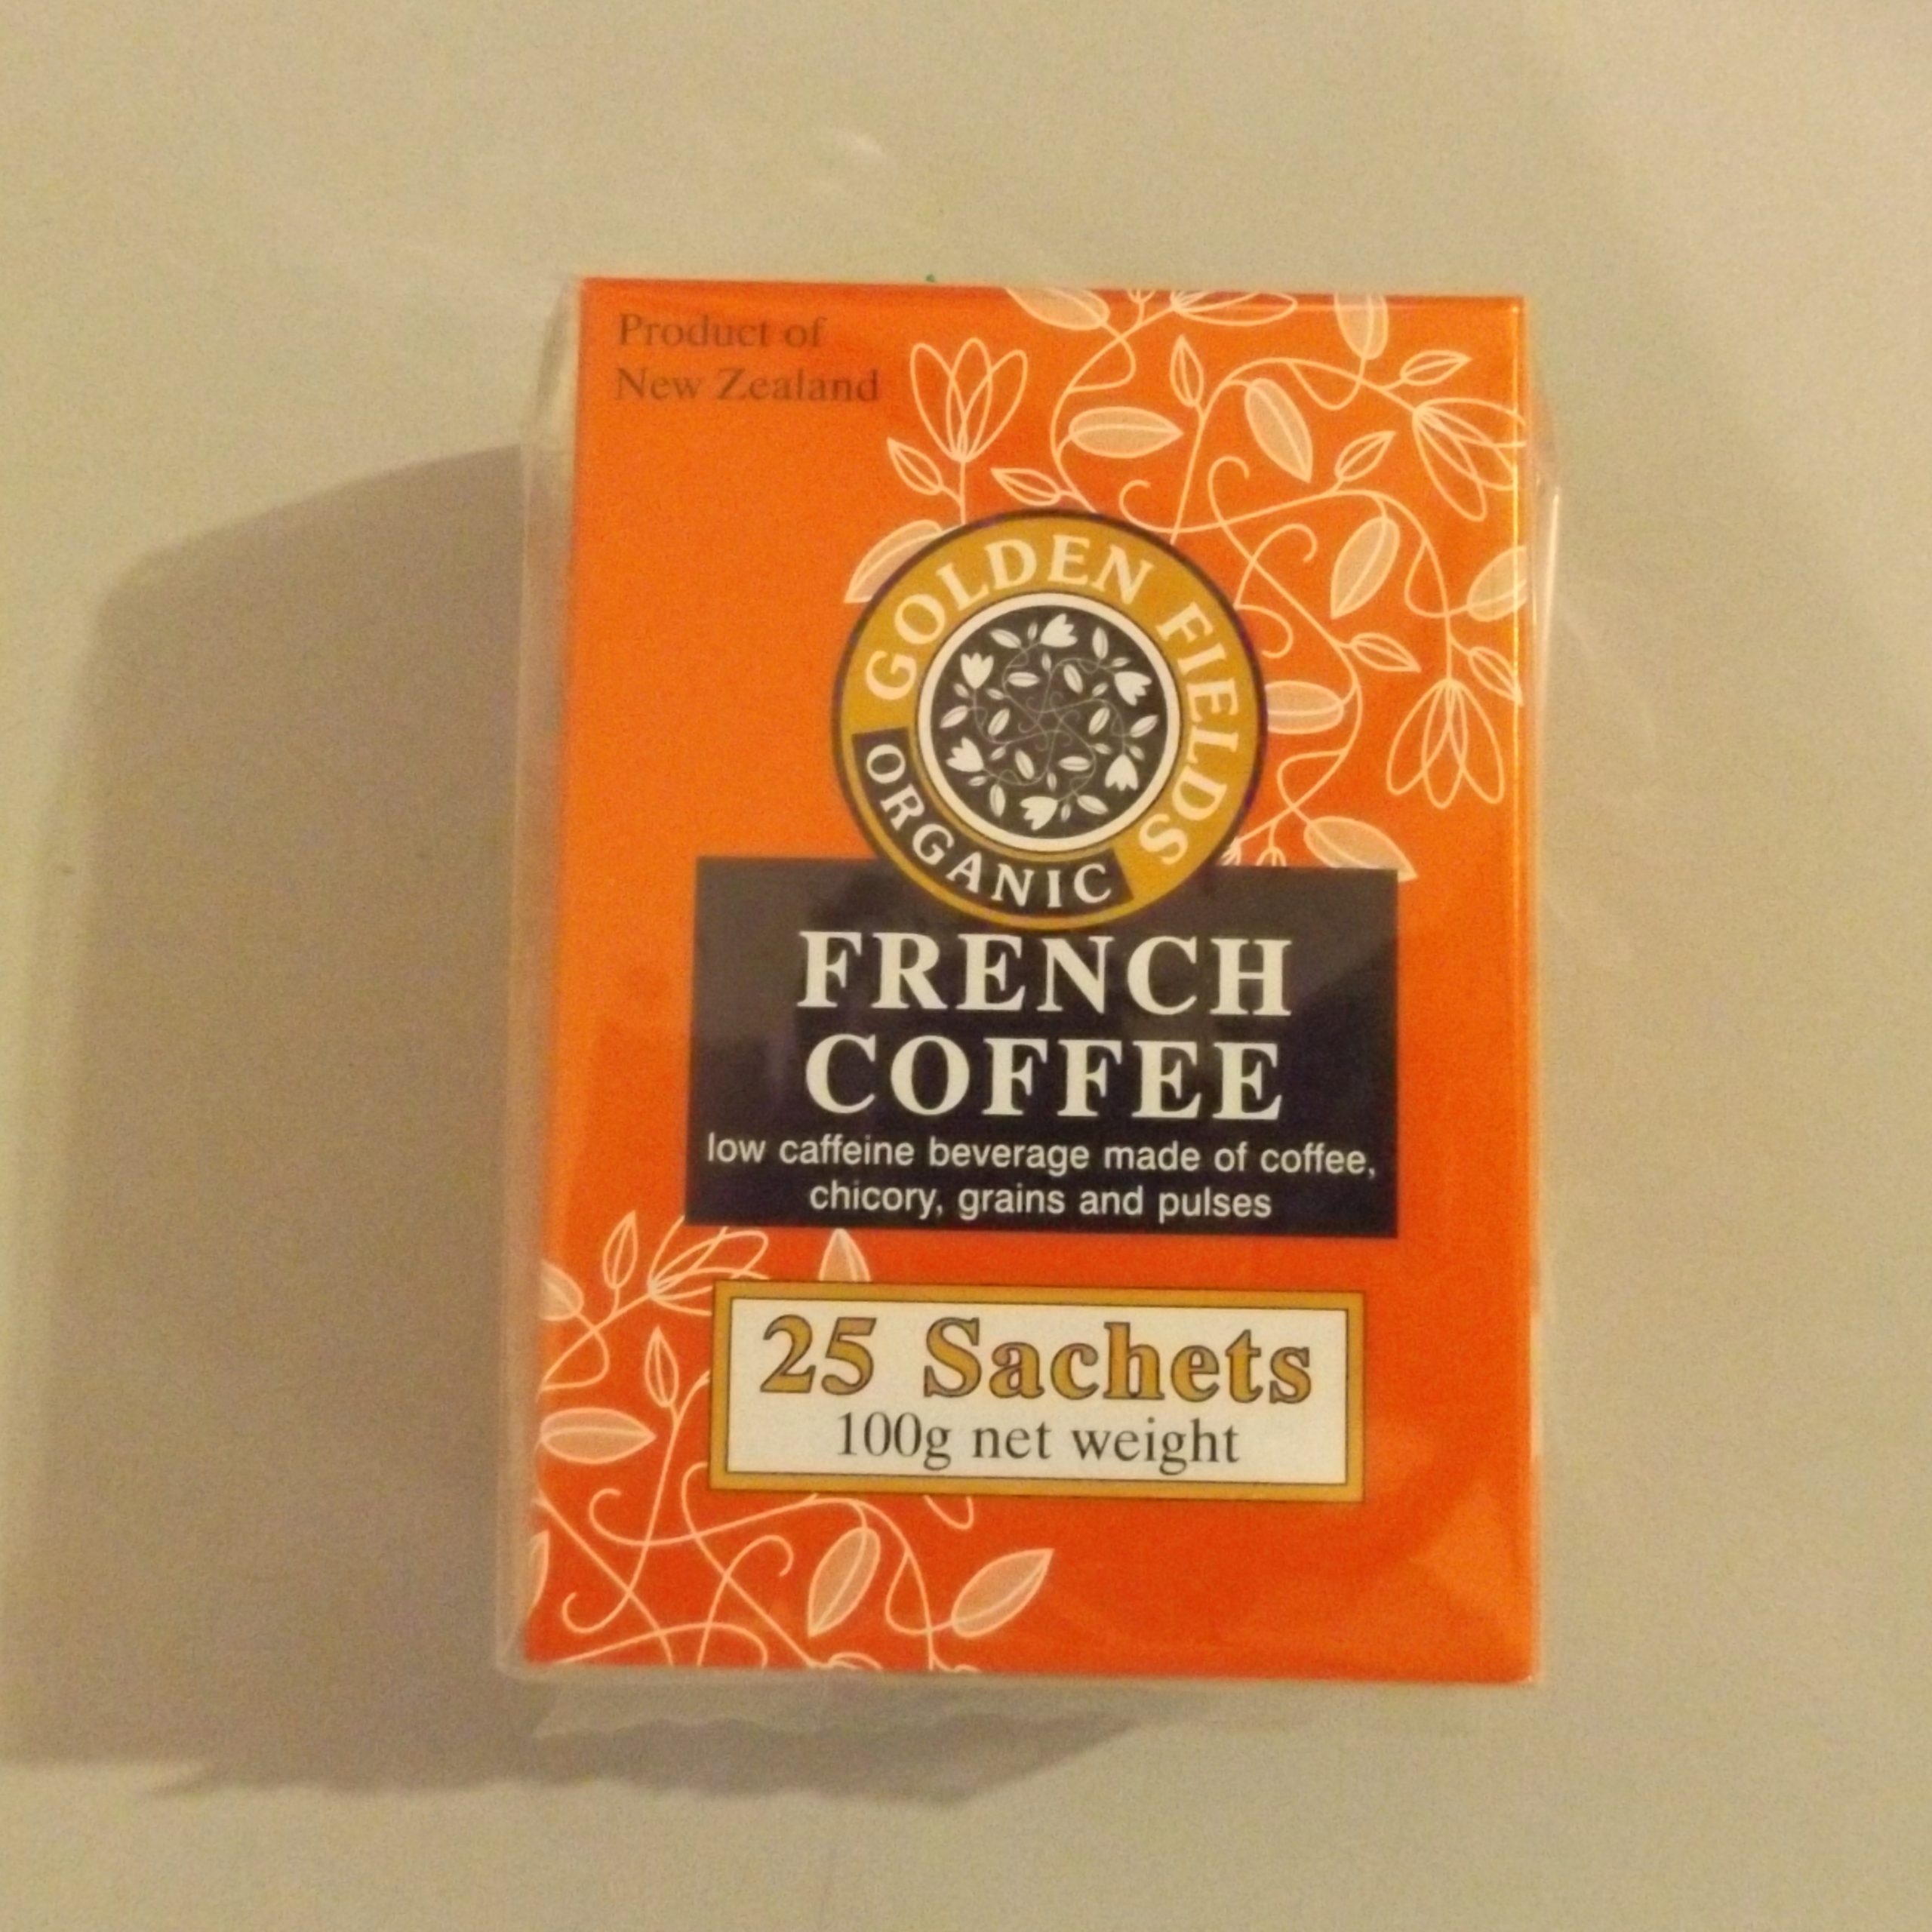 Product of
New Zealand
GOLDEN FIELDS
ORGANIC
FRENCH
COFFEE
low caffeine beverage made of coffee,
chicory, grains and pulses
25 Sachets
100g net weight